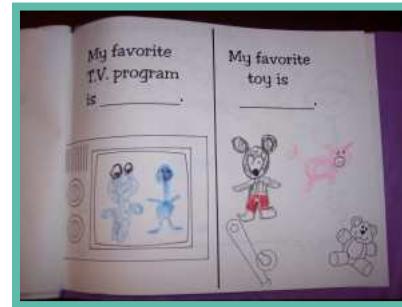 My favorite
T.V. program
is ________.
My favorite
toy is
________.